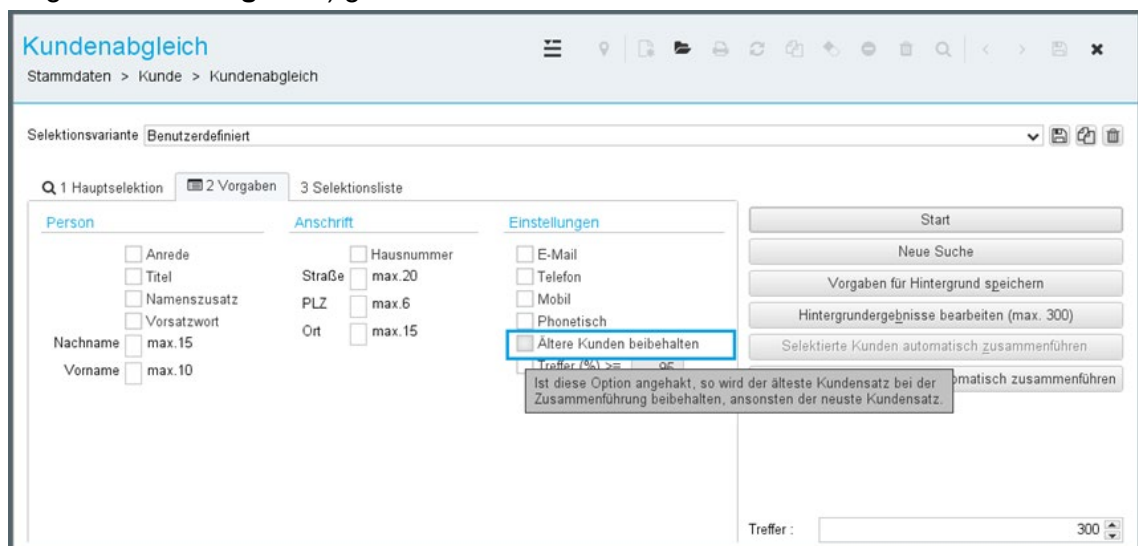 Kundenabgleich
Stammdaten > Kunde > Kundenabgleich
Selektionsvariante Benutzerdefiniert
1 Hauptselektion 2 Vorgaben 3 Selektionsliste
Person
Anrede
Titel
Namenszusatz
Vorsatzwort
Nachname max.15
Vorname max.10
Anschrift
Hausnummer
Straße max.20
PLZ max.6
Ort max.15
Einstellungen
E-Mail
Telefon
Mobil
Phonetisch
Ältere Kunden beibehalten
Treffer (%) >= 95
Ist diese Option angehakt, so wird der älteste Kundensatz bei der
Zusammenführung beibehalten, ansonsten der neuste Kundensatz.
Start
Neue Suche
Vorgaben für Hintergrund speichern
Hintergrundergebnisse bearbeiten (max. 300)
Selektierte Kunden automatisch zusammenführen
zusammenführen
Treffer : 300